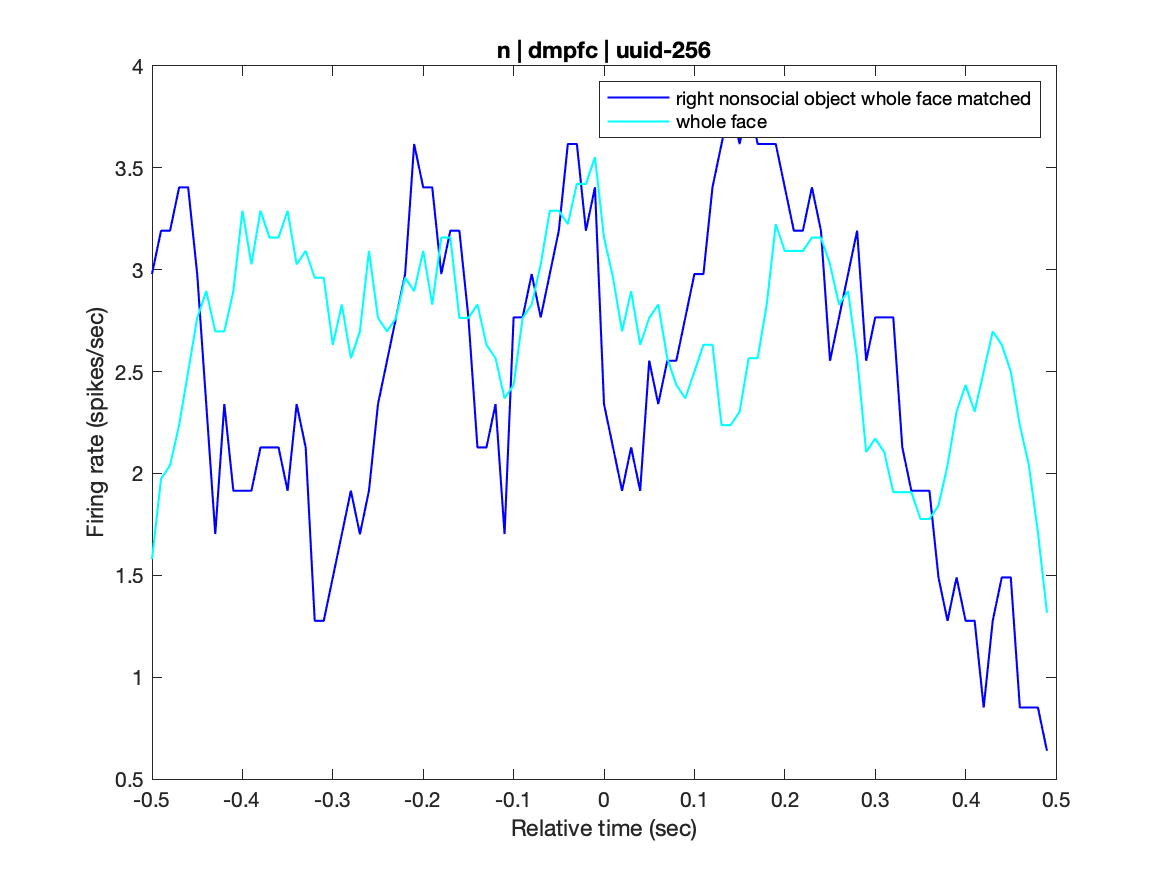 n | dmpfc | uuid-256
right nonsocial object whole face matched
whole face
4
3.5
3
2.5
2
1.5
1
0.5
Firing rate (spikes/sec)
-0.5 -0.4 -0.3 -0.2 -0.1 0 0.1 0.2 0.3 0.4 0.5
Relative time (sec)